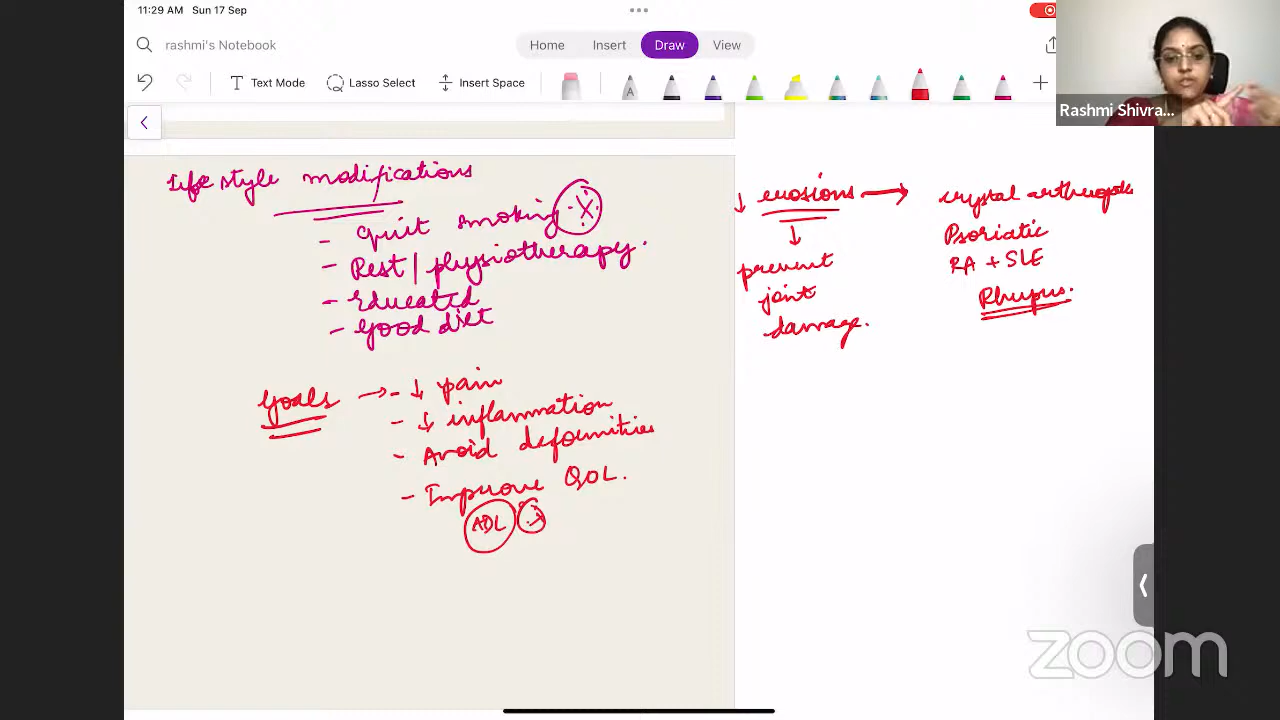 11:29 AM Sun 17 Sep
rashmi's Notebook
Home Insert Draw View
Text Mode Lasso Select Insert Space
A
Rashmi Shivra...
Life style modifications
- Quit smoking X
- Rest / physiotherapy.
- Educated
- Good diet
Goals → - ↓ pain
- ↓ inflammation
- Avoid deformities
- Improve QOL.
ADL
↓ erosions →
↓
prevent
joint
damage.
crystal
Psoriatic
RA + SLE
Rhupus.
zoom